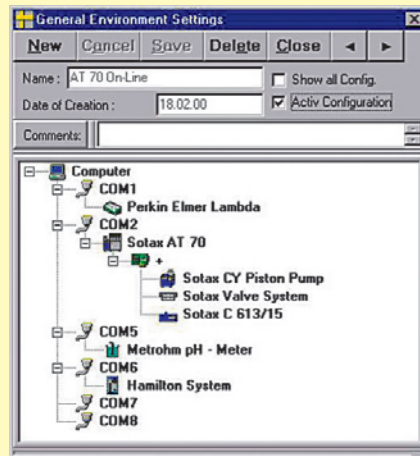 General Environment Settings
New Cancel Save Delete Close
Name : AT 70 On-Line Show all Config.
Date of Creation : 18.02.00 Activ Configuration
Comments:
Computer
COM1
Perkin Elmer Lambda
COM2
Sotax AT 70
+
Sotax CY Piston Pump
Sotax Valve System
Sotax C 613/15
COM5
Metrohm pH - Meter
COM6
Hamilton System
COM7
COM8